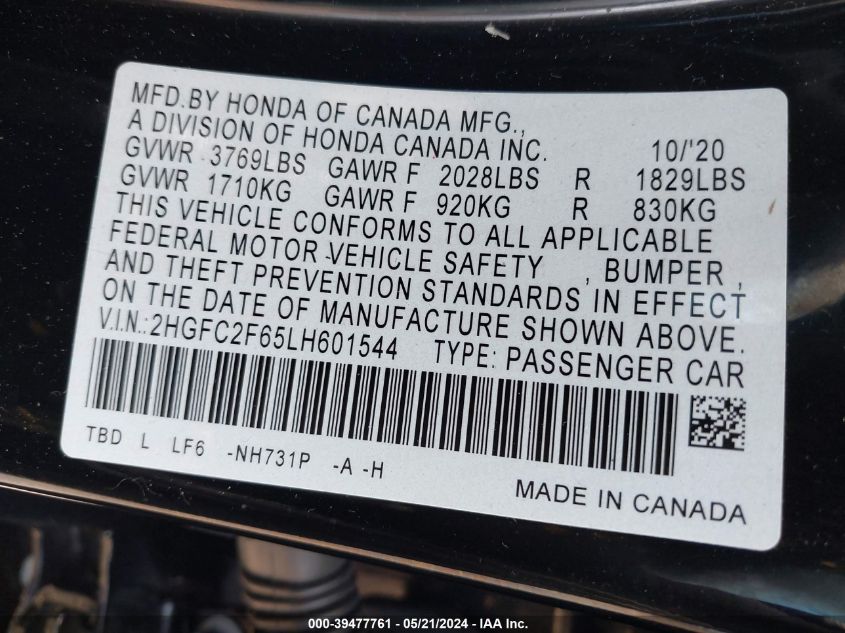 MFD.BY HONDA OF CANADA MFG.,
A DIVISION OF HONDA CANADA INC. 10/'20
GVWR 3769LBS GAWR F 2028LBS R 1829LBS
GVWR 1710KG GAWR F 920KG R 830KG
THIS VEHICLE CONFORMS TO ALL APPLICABLE
FEDERAL MOTOR-VEHICLE SAFETY , BUMPER ,
AND THEFT PREVENTION STANDARDS IN EFFECT
ON THE DATE OF MANUFACTURE SHOWN ABOVE.
V.I.N.:2HGFC2F65LH601544 TYPE: PASSENGER CAR
TBD L LF6 -NH731P -A -H
MADE IN CANADA
000-39477761 - 05/21/2024 - IAA Inc.